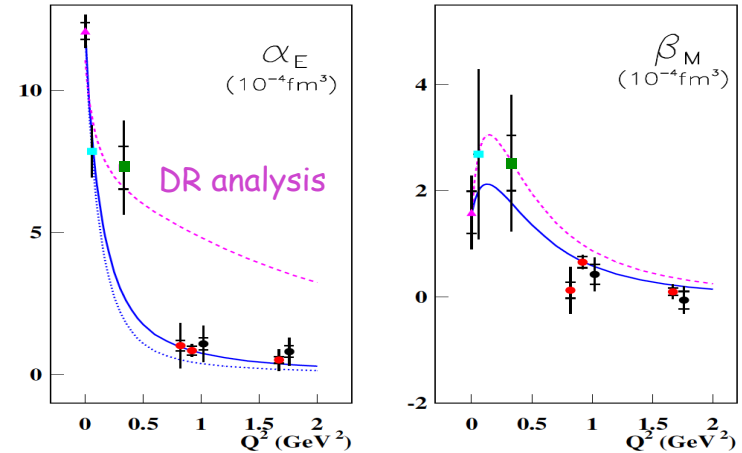 α_E
(10⁻⁴fm³)
DR analysis
10
5
0
0 0.5 1 1.5 2
Q² (GeV²)
β_M
(10⁻⁴fm³)
4
2
0
-2
0 0.5 1 1.5 2
Q² (GeV²)